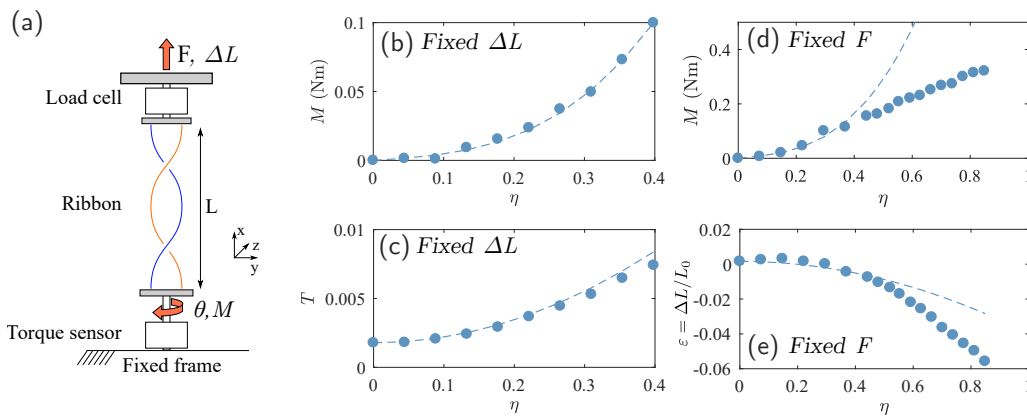 (a)
F, ΔL
Load cell
Ribbon
L
x
z
y
θ, M
Torque sensor
Fixed frame
(b) Fixed ΔL
M (Nm)
0.1
0.05
0
0 0.1 0.2 0.3 0.4
η
(c) Fixed ΔL
T
0.01
0.005
0
0 0.1 0.2 0.3 0.4
η
(d) Fixed F
M (Nm)
0.4
0.2
0
0 0.2 0.4 0.6 0.8 1
η
ε = ΔL/L₀
0
-0.02
-0.04
-0.06
(e) Fixed F
0 0.2 0.4 0.6 0.8 1
η